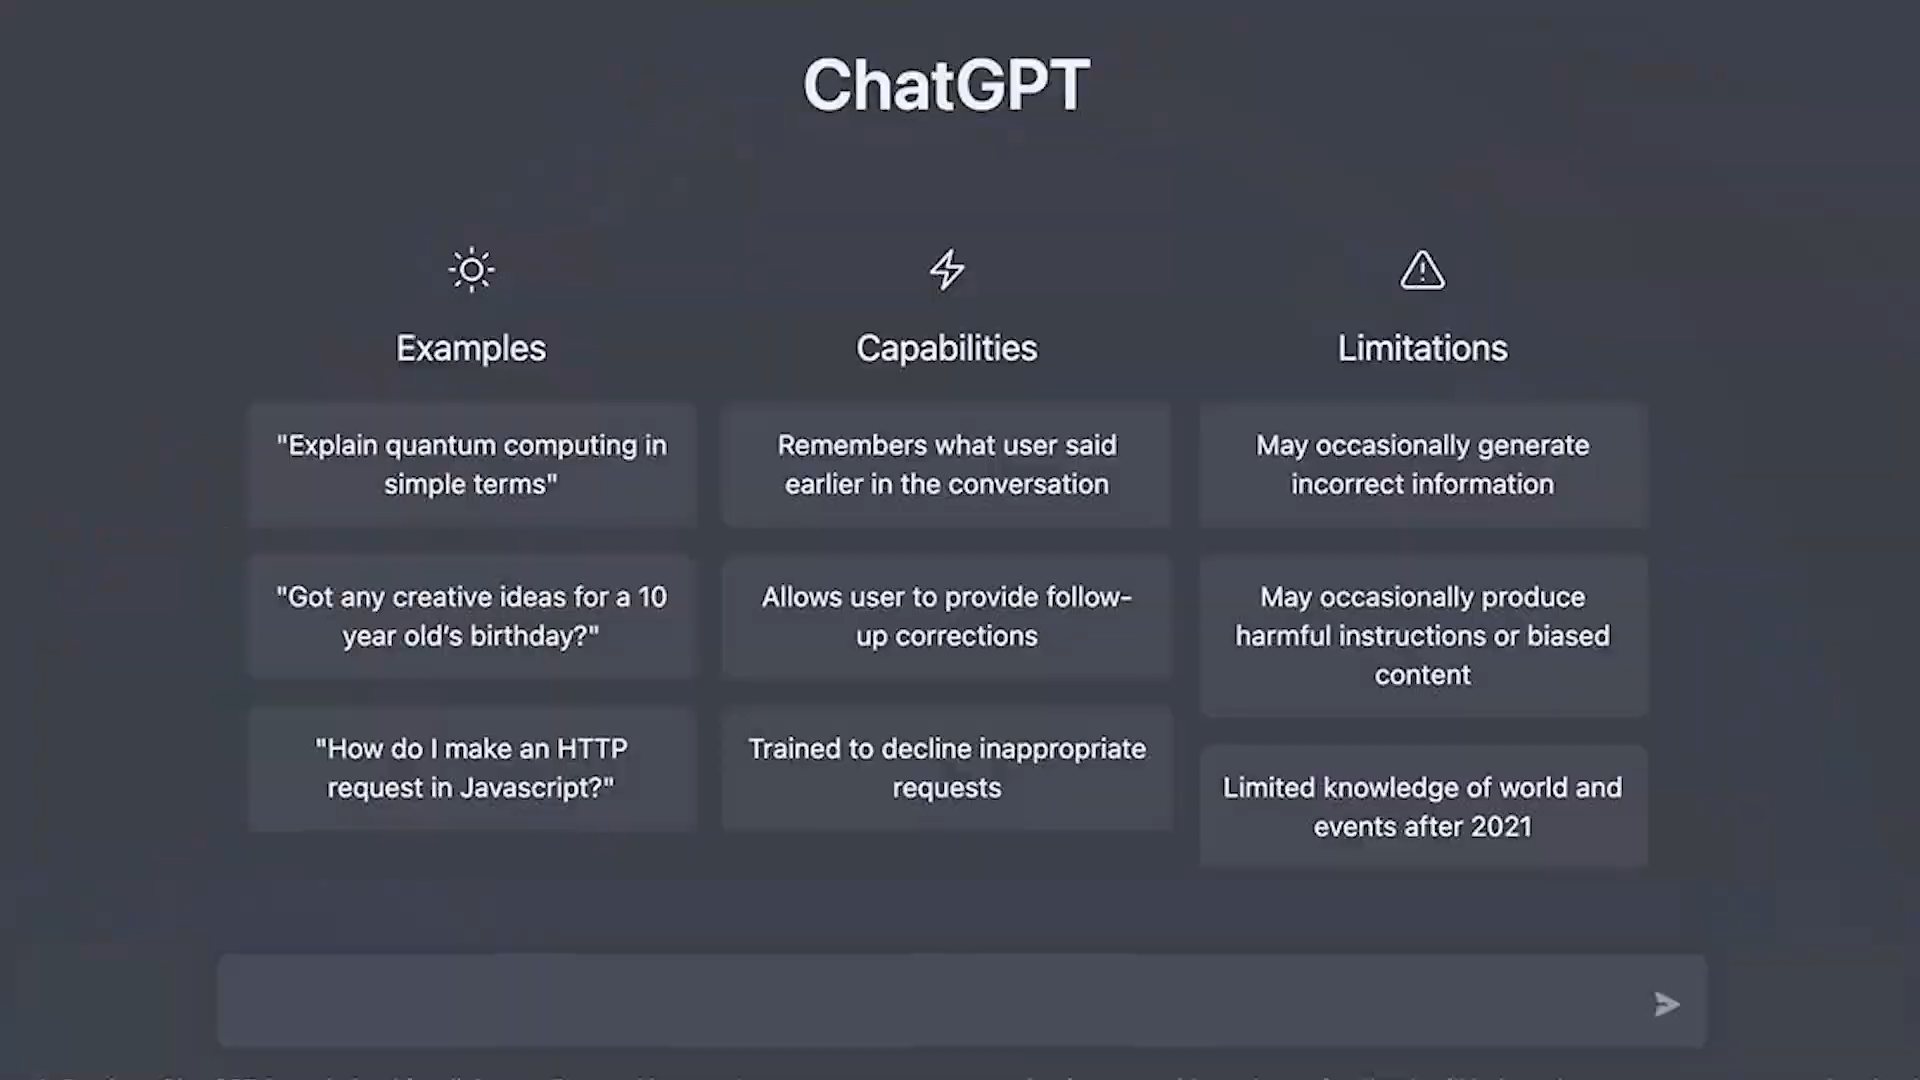 ChatGPT
Examples
"Explain quantum computing in
simple terms"
"Got any creative ideas for a 10
year old's birthday?"
"How do I make an HTTP
request in Javascript?"
Capabilities
Remembers what user said
earlier in the conversation
Allows user to provide follow-
up corrections
Trained to decline inappropriate
requests
Limitations
May occasionally generate
incorrect information
May occasionally produce
harmful instructions or biased
content
Limited knowledge of world and
events after 2021